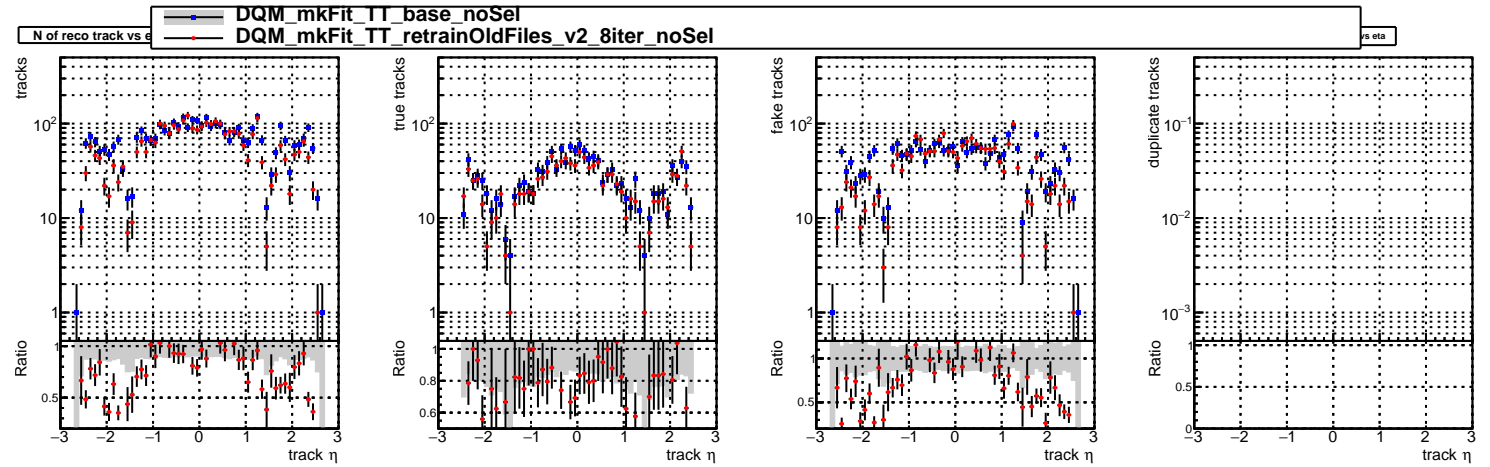 DQM_mkFit_TT_base_noSel
DQM_mkFit_TT_retrainOldFiles_v2_8iter_noSel
N of reco track vs e
vs eta
tracks
10²
10
1
Ratio
1
0.5
−3 −2 −1 0 1 2 3
track η
true tracks
10²
10
1
Ratio
1
0.8
0.6
−3 −2 −1 0 1 2 3
track η
fake tracks
10²
10
1
Ratio
1
0.5
−3 −2 −1 0 1 2 3
track η
duplicate tracks
10⁻¹
10⁻²
10⁻³
Ratio
1
0.5
0
−3 −2 −1 0 1 2 3
track η